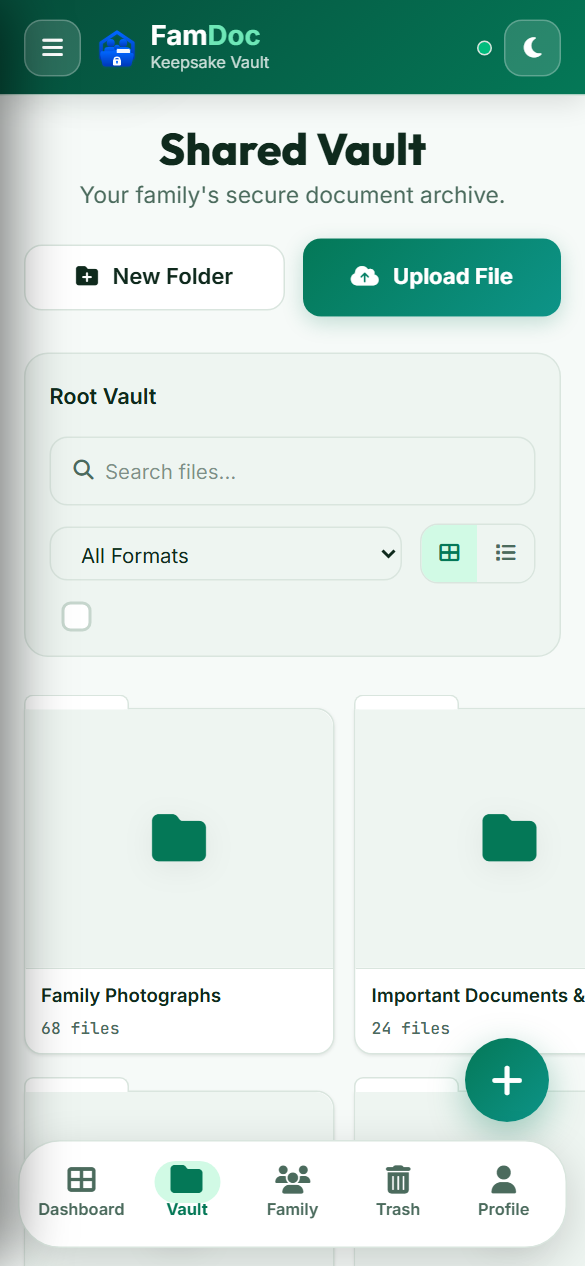 FamDoc
Keepsake Vault
Shared Vault
Your family's secure document archive.
New Folder
Upload File
Root Vault
Search files...
All Formats
Family Photographs
68 files
Important Documents &
24 files
Dashboard
Vault
Family
Trash
Profile